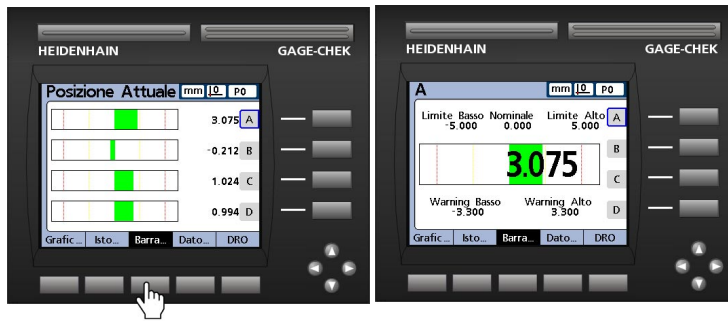 HEIDENHAIN GAGE-CHEK
Posizione Attuale mm 0 P0
3.075 A
-0.212 B
1.024 C
0.994 D
Grafic... Isto... Barra... Dato... DRO
HEIDENHAIN GAGE-CHEK
A mm 0 P0
Limite Basso Nominale Limite Alto A
-5.000 0.000 5.000
B
3.075
C
Warning Basso Warning Alto
-3.300 3.300 D
Grafic... Isto... Barra... Dato... DRO